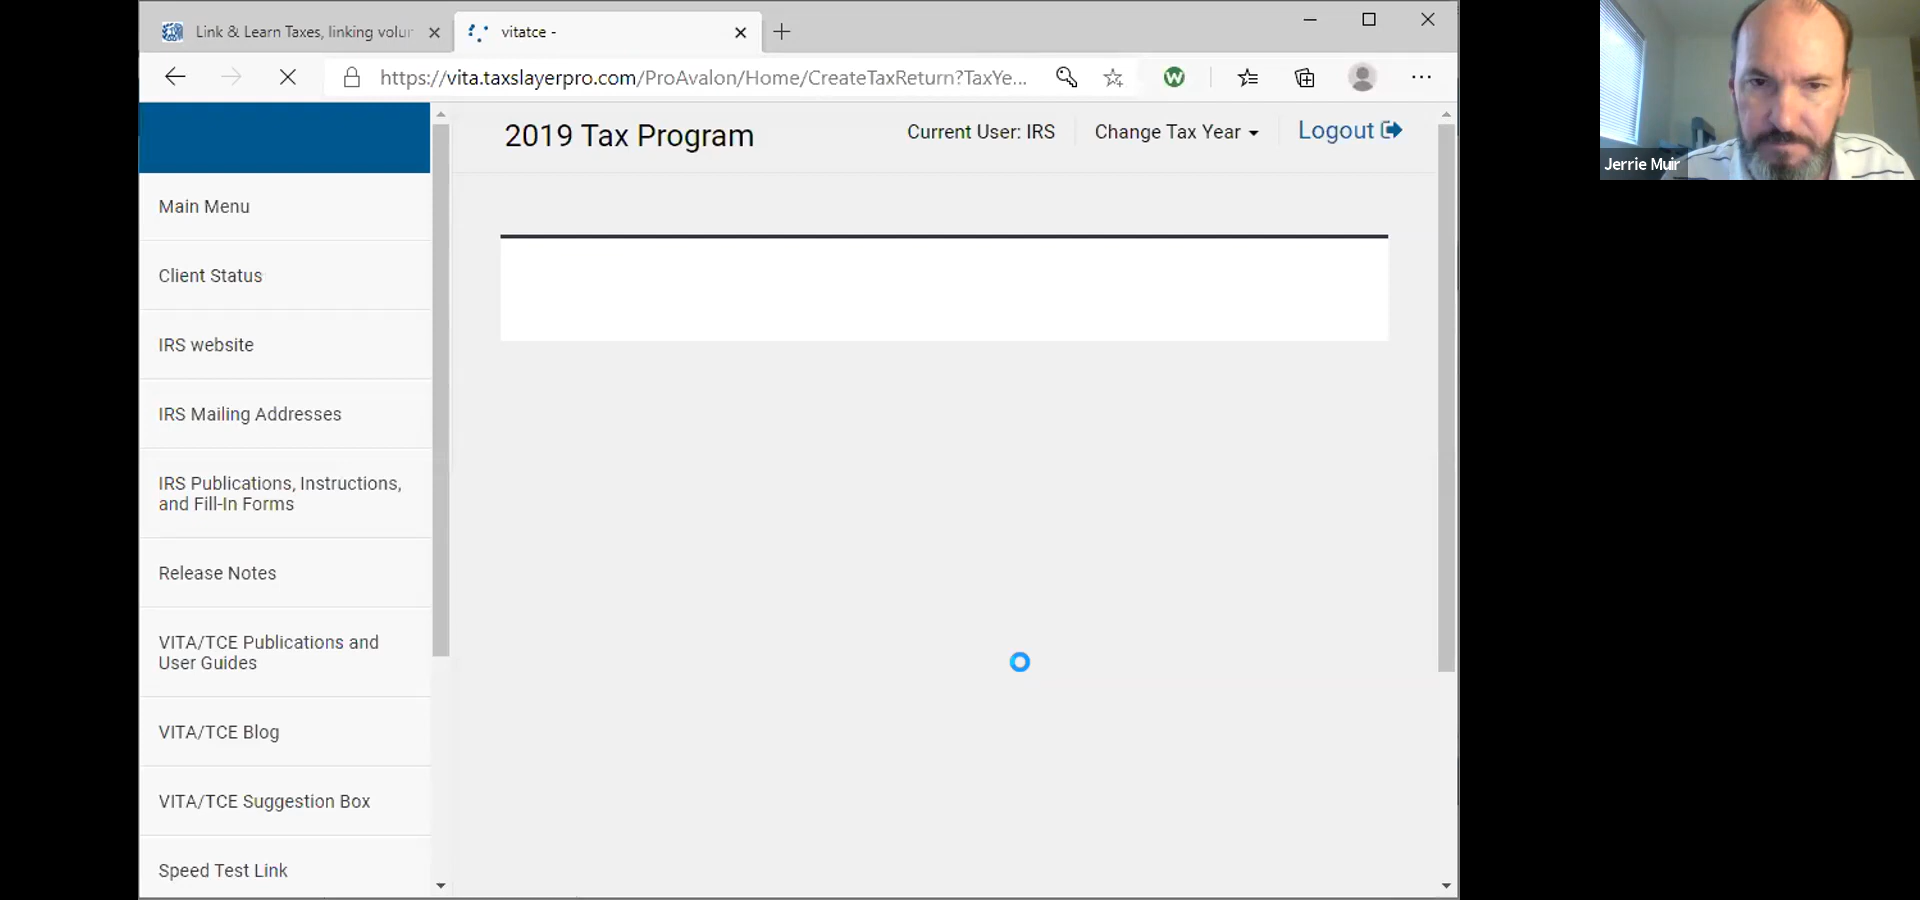 Link & Learn Taxes, linking volur
vitatce -
https://vita.taxslayerpro.com/ProAvalon/Home/CreateTaxReturn?TaxYe...
W
2019 Tax Program
Current User: IRS
Change Tax Year
Logout
Jerrie Muir
Main Menu
Client Status
IRS website
IRS Mailing Addresses
IRS Publications, Instructions,
and Fill-In Forms
Release Notes
VITA/TCE Publications and
User Guides
VITA/TCE Blog
VITA/TCE Suggestion Box
Speed Test Link